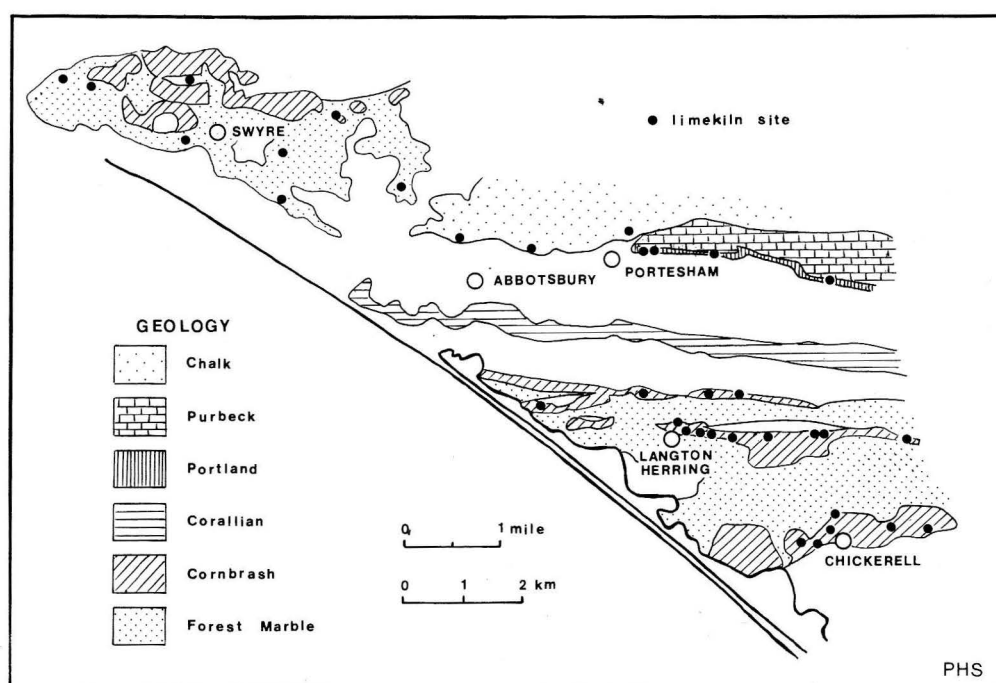 limekiln site
SWYRE
ABBOTSBURY
PORTESHAM
GEOLOGY
Chalk
Purbeck
Portland
Corallian
Cornbrash
Forest Marble
LANGTON
HERRING
CHICKERELL
0 1 mile
0 1 2 km
PHS